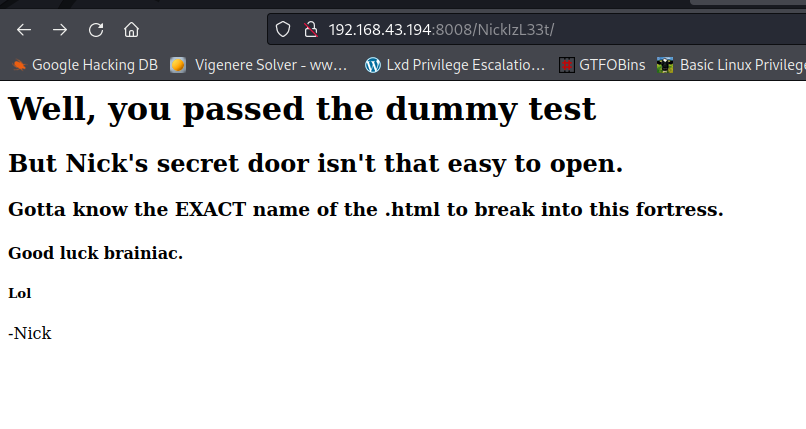 192.168.43.194:8008/NickIzL33t/
Google Hacking DB Vigenere Solver - ww… Lxd Privilege Escalatio… GTFOBins Basic Linux Privileg
Well, you passed the dummy test
But Nick's secret door isn't that easy to open.
Gotta know the EXACT name of the .html to break into this fortress.
Good luck brainiac.
Lol
-Nick